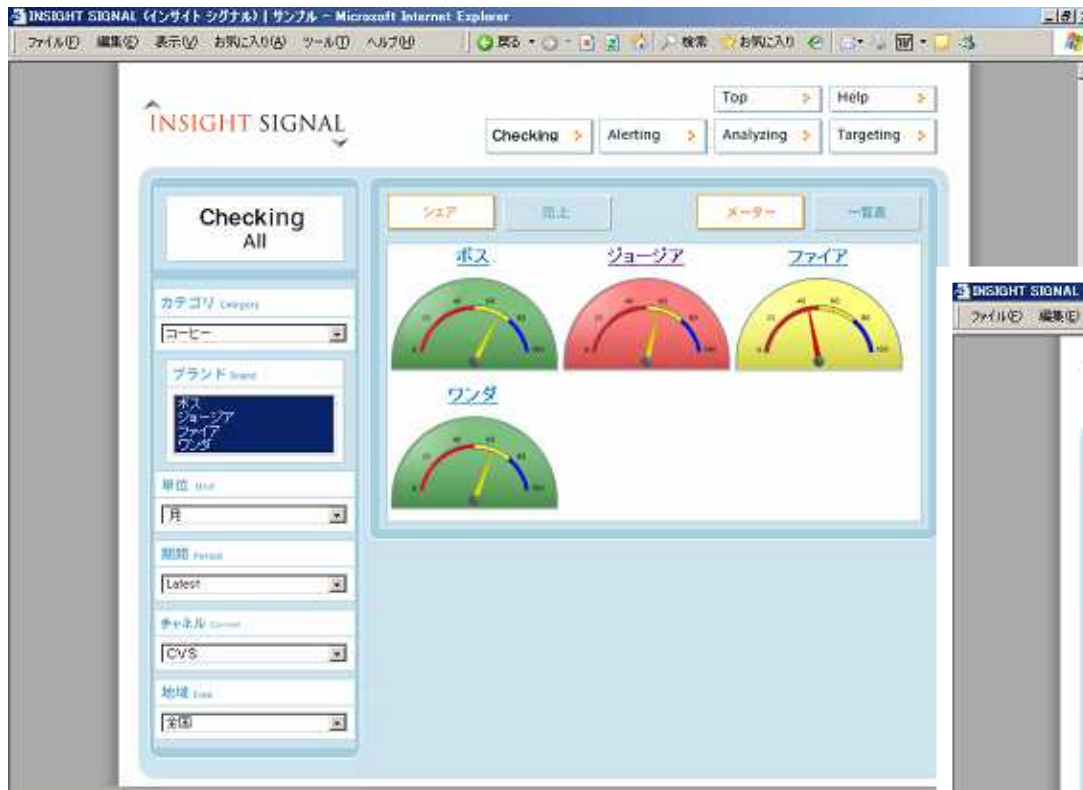 INSIGHT SIGNAL (インサイト シグナル) | サンプル - Microsoft Internet Explorer
ファイル(F) 編集(E) 表示(V) お気に入り(A) ツール(T) ヘルプ(H) 戻る 検索 お気に入り
INSIGHT SIGNAL
Top Help
Checking Alerting Analyzing Targeting
Checking
All
シェア 売上 メーター 一覧表
ボス ジョージア ファイア
ワンダ
カテゴリ Category
コーヒー
ブランド Brand
ボス
ジョージア
ファイア
ワンダ
単位 Unit
月
期間 Period
Latest
チャネル
CVS
地域
全国
INSIGHT SIGNAL
ファイル(F) 編集(E)